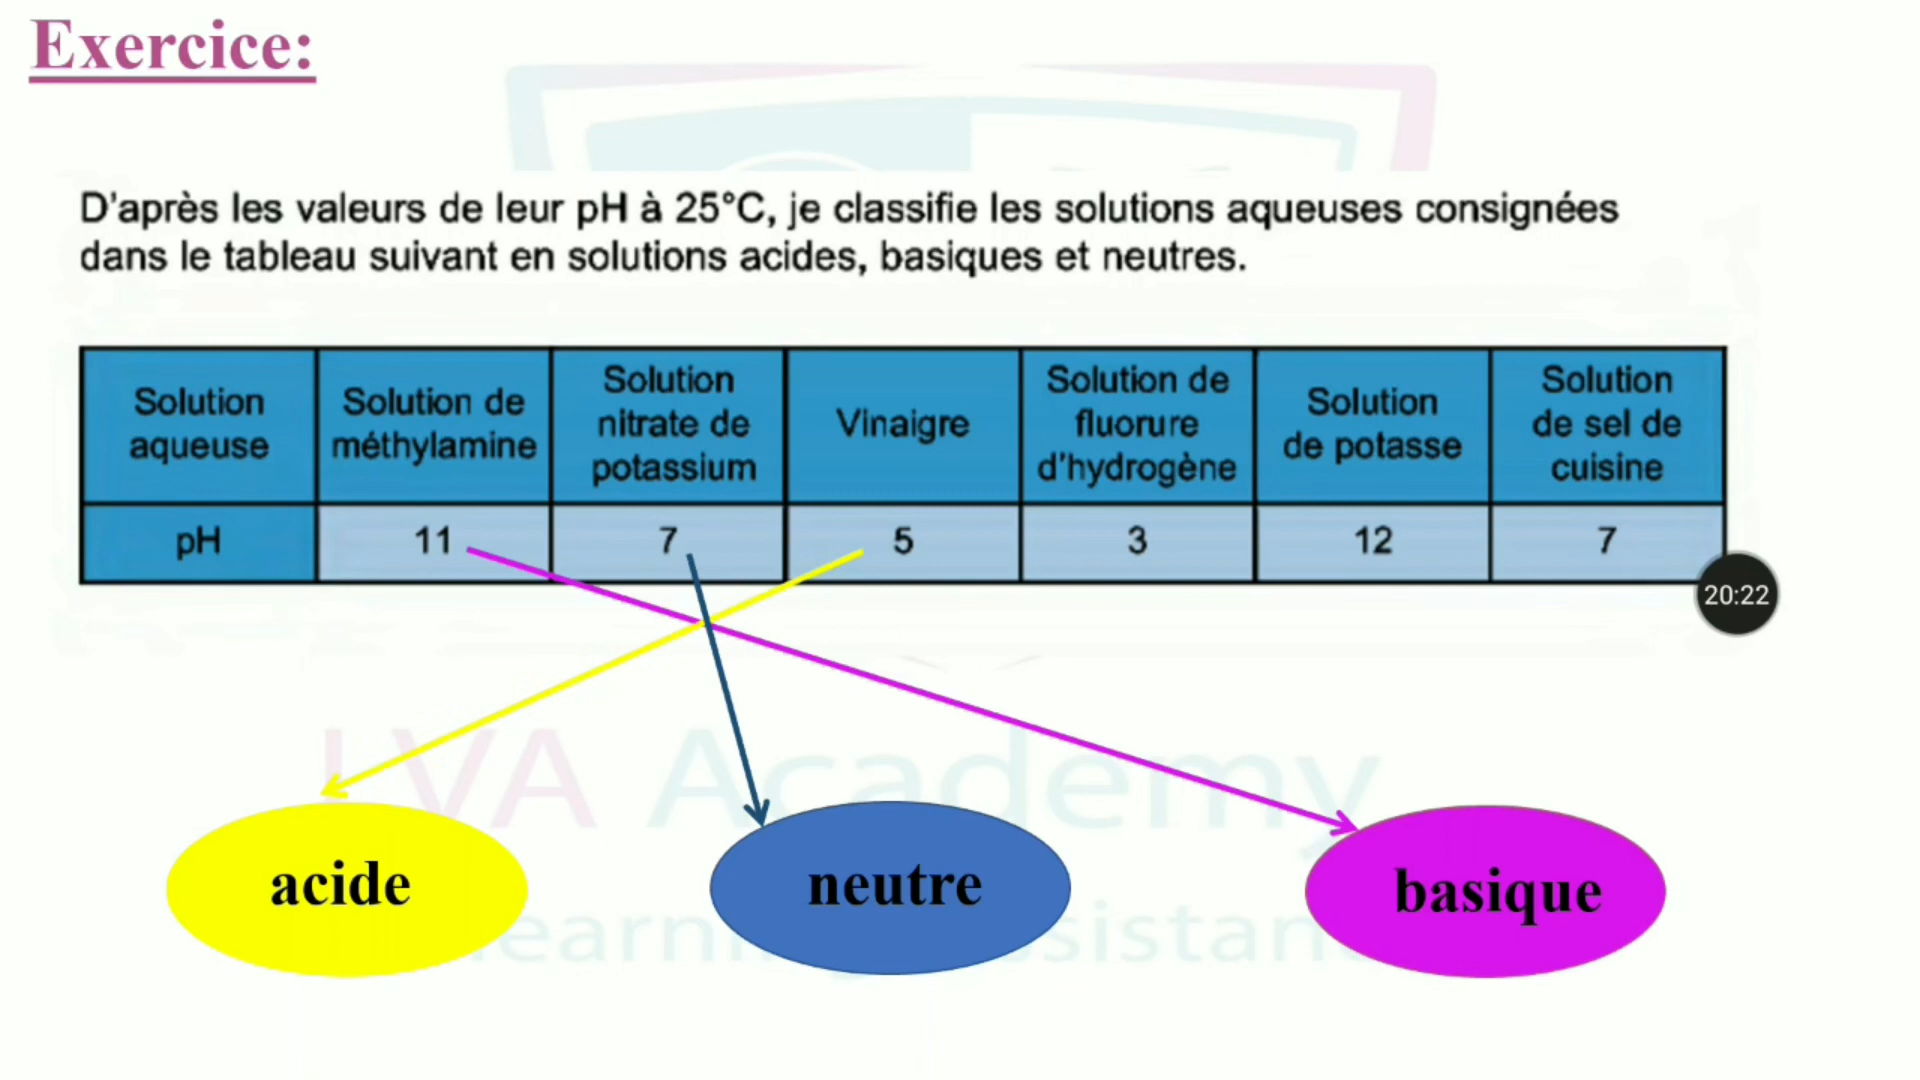 Exercice:
D'après les valeurs de leur pH à 25°C, je classifie les solutions aqueuses consignées
dans le tableau suivant en solutions acides, basiques et neutres.
Solution
aqueuse
Solution de
méthylamine
Solution
nitrate de
potassium
Vinaigre
Solution de
fluorure
d'hydrogène
Solution
de potasse
Solution
de sel de
cuisine
pH
11
7
5
3
12
7
20:22
LVA Academy
acide
neutre
basique